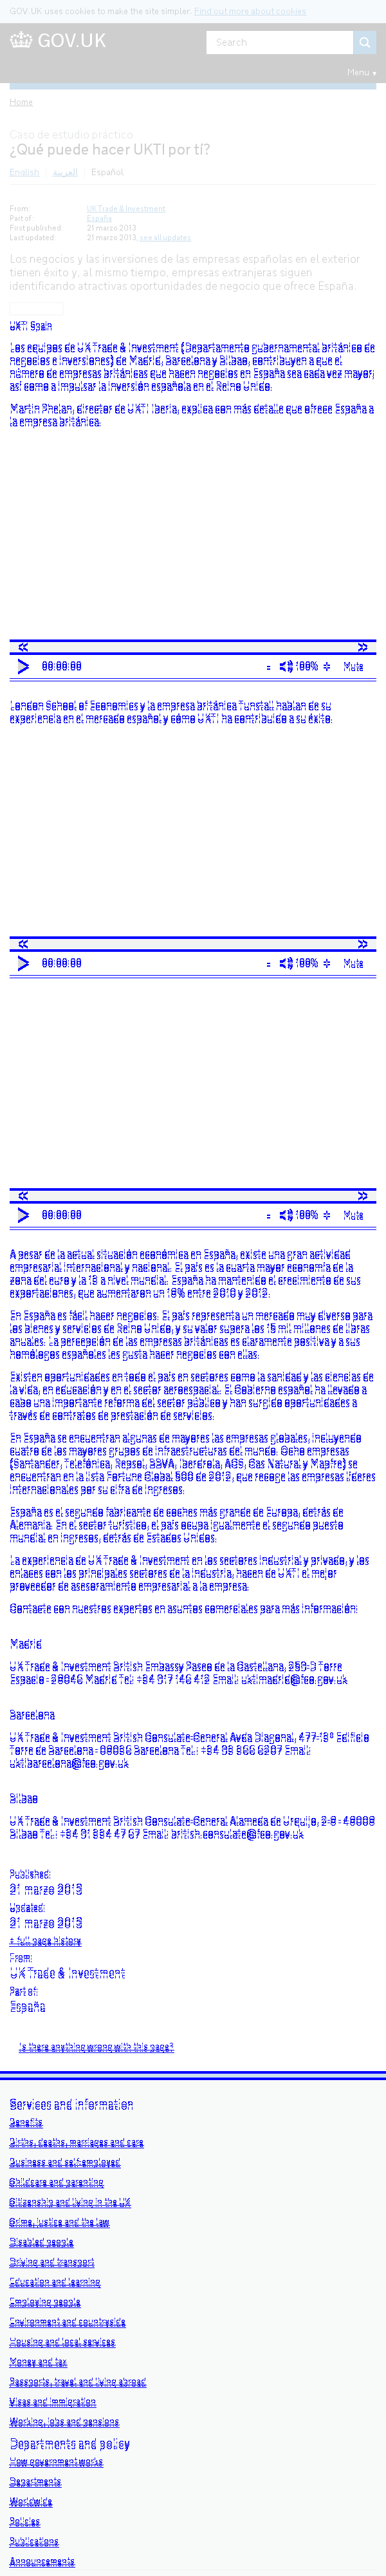 GOV.UK uses cookies to make the site simpler. Find out more about cookies
GOV.UK
Search
Menu
Home
Caso de estudio práctico
¿Qué puede hacer UKTI por tí?
English
العربية
Español
From: UK Trade & Investment
Part of: España
First published: 21 marzo 2013
Last updated: 21 marzo 2013, see all updates
Los negocios y las inversiones de las empresas españolas en el exterior
tienen éxito y, al mismo tiempo, empresas extranjeras siguen
identificando atractivas oportunidades de negocio que ofrece España.
UKTI Spain
Los equipos de UK Trade & Investment (Departamento gubernamental británico de
negocios e inversiones) de Madrid, Barcelona y Bilbao, contribuyen a que el
número de empresas británicas que hacen negocios en España sea cada vez mayor,
así como a impulsar la inversión española en el Reino Unido.
Martin Phelan, director de UKTI Iberia, explica con más detalle que ofrece España a
la empresa británica.
00:00:00
100%
Mute
London School of Economics y la empresa británica Tunstall hablan de su
experiencia en el mercado español, y cómo UKTI ha contribuido a su éxito.
00:00:00
100%
Mute
00:00:00
100%
Mute
A pesar de la actual situación económica en España, existe una gran actividad
empresarial internacional y nacional. El país es la cuarta mayor economía de la
zona del euro y la 13 a nivel mundial. España ha mantenido el crecimiento de sus
exportaciones, que aumentaron un 18% entre 2010 y 2012.
En España es fácil hacer negocios. El país representa un mercado muy diverso para
los bienes y servicios de Reino Unido, y su valor supera los 15 mil millones de libras
anuales. La percepción de las empresas británicas es claramente positiva y a sus
homólogos españoles les gusta hacer negocios con ellas.
Existen oportunidades en todo el país en sectores como la sanidad y las ciencias de
la vida, en educación y en el sector aeroespacial. El Gobierno español ha llevado a
cabo una importante reforma del sector público y han surgido oportunidades a
través de contratos de prestación de servicios.
En España se encuentran algunas de mayores las empresas globales, incluyendo
cuatro de los mayores grupos de infraestructuras del mundo. Ocho empresas
(Santander, Telefónica, Repsol, BBVA, Iberdrola, ACS, Gas Natural y Mapfre) se
encuentran en la lista Fortune Global 500 de 2012, que recoge las empresas líderes
internacionales por su cifra de ingresos.
España es el segundo fabricante de coches más grande de Europa, detrás de
Alemania. En el sector turístico, el país ocupa igualmente el segundo puesto
mundial en ingresos, detrás de Estados Unidos.
La experiencia de UK Trade & Investment en los sectores industrial y privado, y los
enlaces con los principales sectores de la industria, hacen de UKTI el mejor
proveedor de asesoramiento empresarial a la empresa.
Contacte con nuestros expertos en asuntos comerciales para más información:
Madrid
UK Trade & Investment British Embassy Paseo de la Castellana, 259-D Torre
Espacio - 28046 Madrid
Barcelona
UK Trade & Investment British Consulate-General Avda Diagonal, 477-13º Edificio
Torre de Barcelona - 08036 Barcelona
uktibarcelona@fco.gov.uk
Bilbao
UK Trade & Investment British Consulate-General Alameda de Urquijo, 2-8 - 48008
Bilbao
Published:
21 marzo 2013
Updated:
21 marzo 2013
+ full page history
From:
UK Trade & Investment
Part of:
España
Is there anything wrong with this page?
Services and information
Benefits
Births, deaths, marriages and care
Business and self-employed
Childcare and parenting
Citizenship and living in the UK
Crime, justice and the law
Disabled people
Driving and transport
Education and learning
Employing people
Environment and countryside
Housing and local services
Money and tax
Passports, travel and living abroad
Visas and immigration
Working, jobs and pensions
Departments and policy
How government works
Departments
Worldwide
Policies
Publications
Announcements